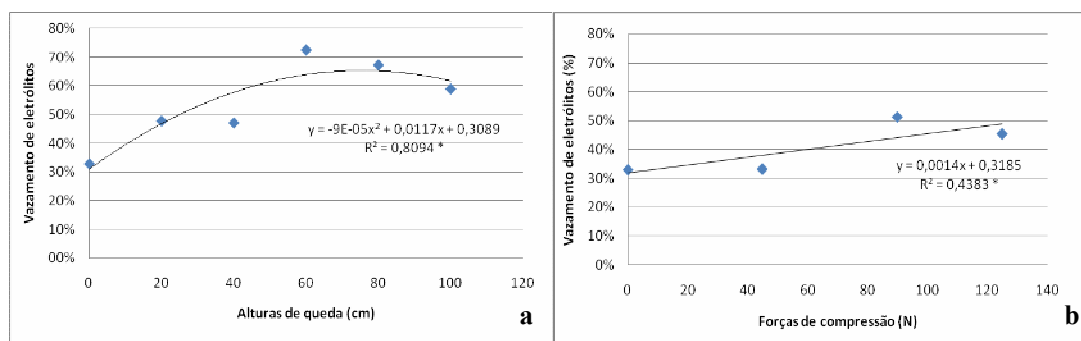 80%
70%
60%
50%
40%
30%
20%
10%
00%
Vazamento de eletrólitos
y = -9E-05x² + 0,0117x + 0,3089
R² = 0,8094 *
0 20 40 60 80 100 120
Alturas de queda (cm)
a
80%
70%
60%
50%
40%
30%
20%
10%
0%
Vazamento de eletrólitos (%)
y = 0,0014x + 0,3185
R² = 0,4383 *
0 20 40 60 80 100 120 140
Forças de compressão (N)
b